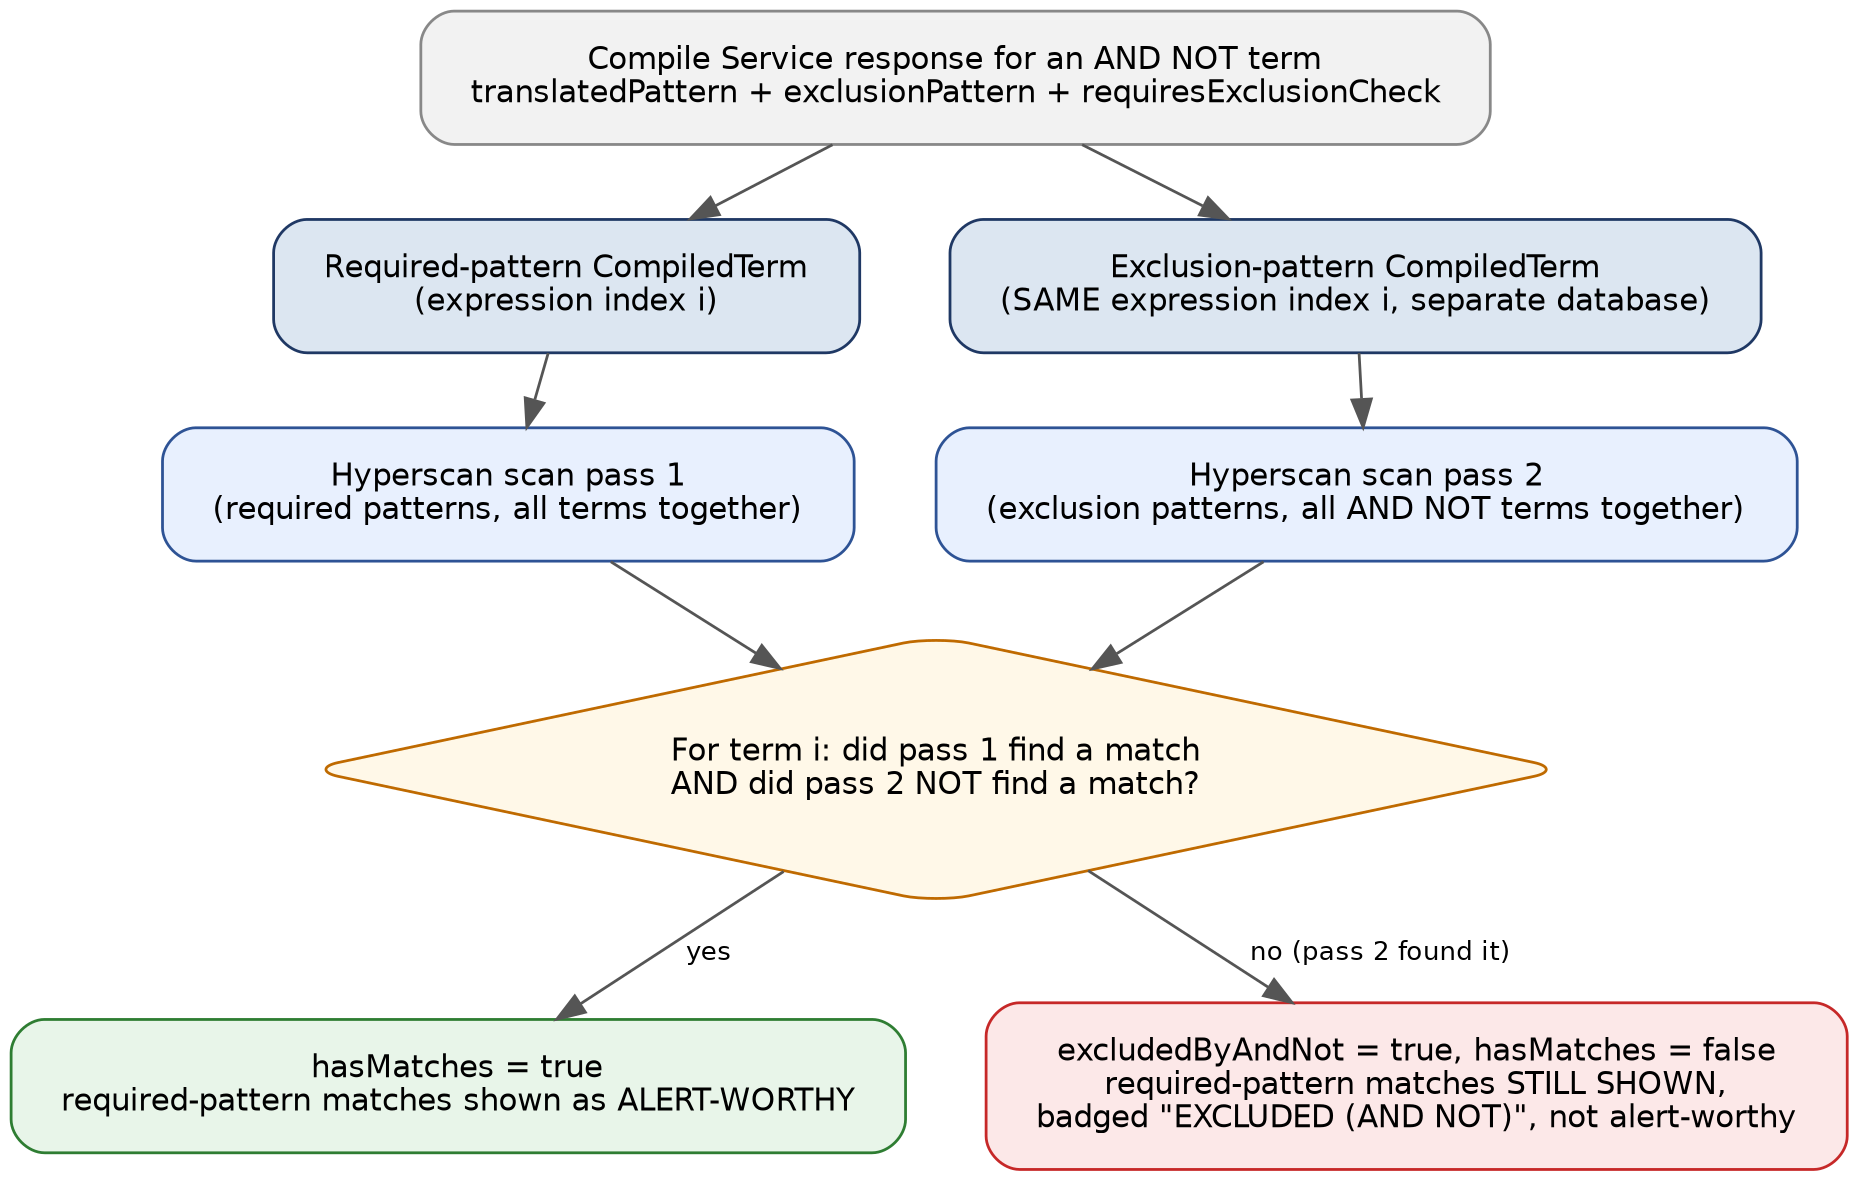 Compile Service response for an AND NOT term
translatedPattern + exclusionPattern + requiresExclusionCheck
Required-pattern CompiledTerm
(expression index i)
Exclusion-pattern CompiledTerm
(SAME expression index i, separate database)
Hyperscan scan pass 1
(required patterns, all terms together)
Hyperscan scan pass 2
(exclusion patterns, all AND NOT terms together)
For term i: did pass 1 find a match
AND did pass 2 NOT find a match?
yes
no (pass 2 found it)
hasMatches = true
required-pattern matches shown as ALERT-WORTHY
excludedByAndNot = true, hasMatches = false
required-pattern matches STILL SHOWN,
badged "EXCLUDED (AND NOT)", not alert-worthy